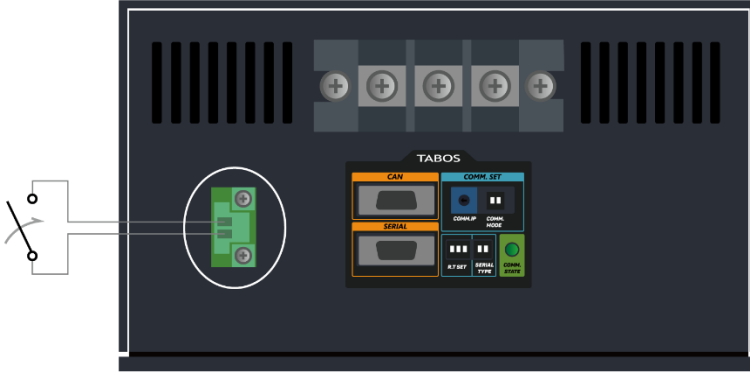 TABOS
CAN
COMM. SET
COMM.IP
COMM.
MODE
SERIAL
R.T SET
SERIAL
TYPE
COMM.
STATE